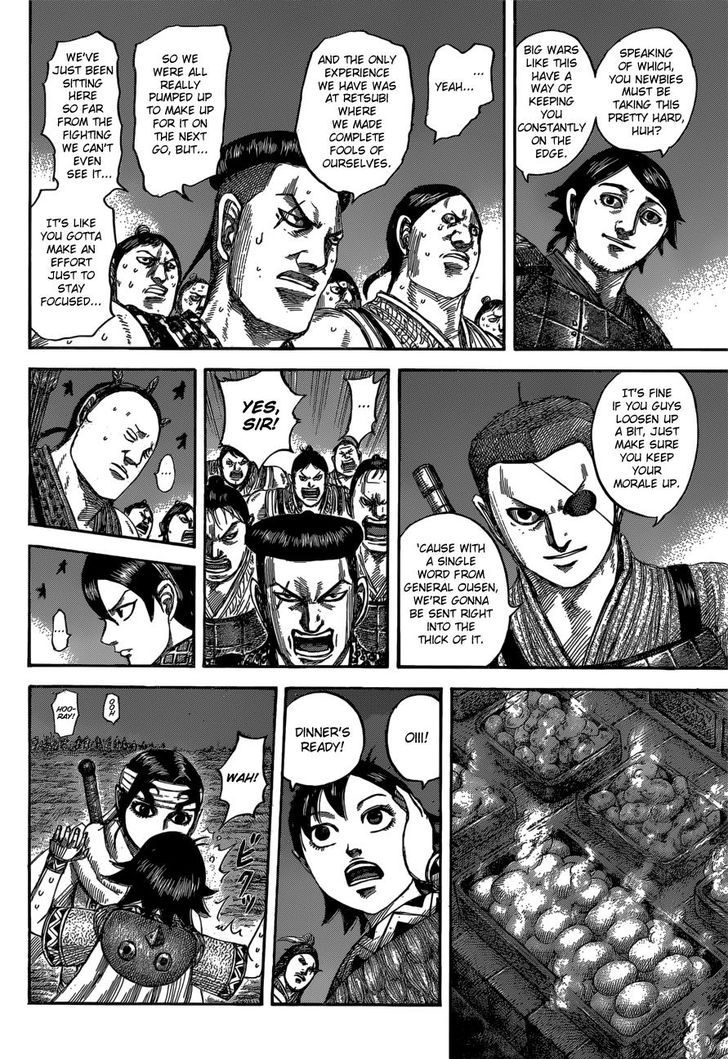 SPEAKING
OF WHICH,
YOU NEWBIES
MUST BE
TAKING THIS
PRETTY HARD,
HUH?
BIG WARS
LIKE THIS
HAVE A
WAY OF
KEEPING
YOU
CONSTANTLY
ON THE
EDGE.
...
YEAH...
AND THE ONLY
EXPERIENCE
WE HAVE WAS
AT RETSUBI
WHERE
WE MADE
COMPLETE
FOOLS OF
OURSELVES.
SO WE
WERE ALL
REALLY
PUMPED UP
TO MAKE UP
FOR IT ON
THE NEXT
GO, BUT...
WE'VE
JUST BEEN
SITTING
HERE
SO FAR
FROM THE
FIGHTING
WE CAN'T
EVEN
SEE IT...
IT'S LIKE
YOU GOTTA
MAKE AN
EFFORT
JUST TO
STAY
FOCUSED...
IT'S FINE
IF YOU GUYS
LOOSEN UP
A BIT, JUST
MAKE SURE
YOU KEEP
YOUR
MORALE UP.
'CAUSE WITH
A SINGLE
WORD FROM
GENERAL OUSEN,
WE'RE GONNA
BE SENT RIGHT
INTO THE
THICK OF IT.
...
YES,
SIR!
...
...
OIII!
DINNER'S
READY!
WAH!
ビクッ
OOH
HOO-
RAY!